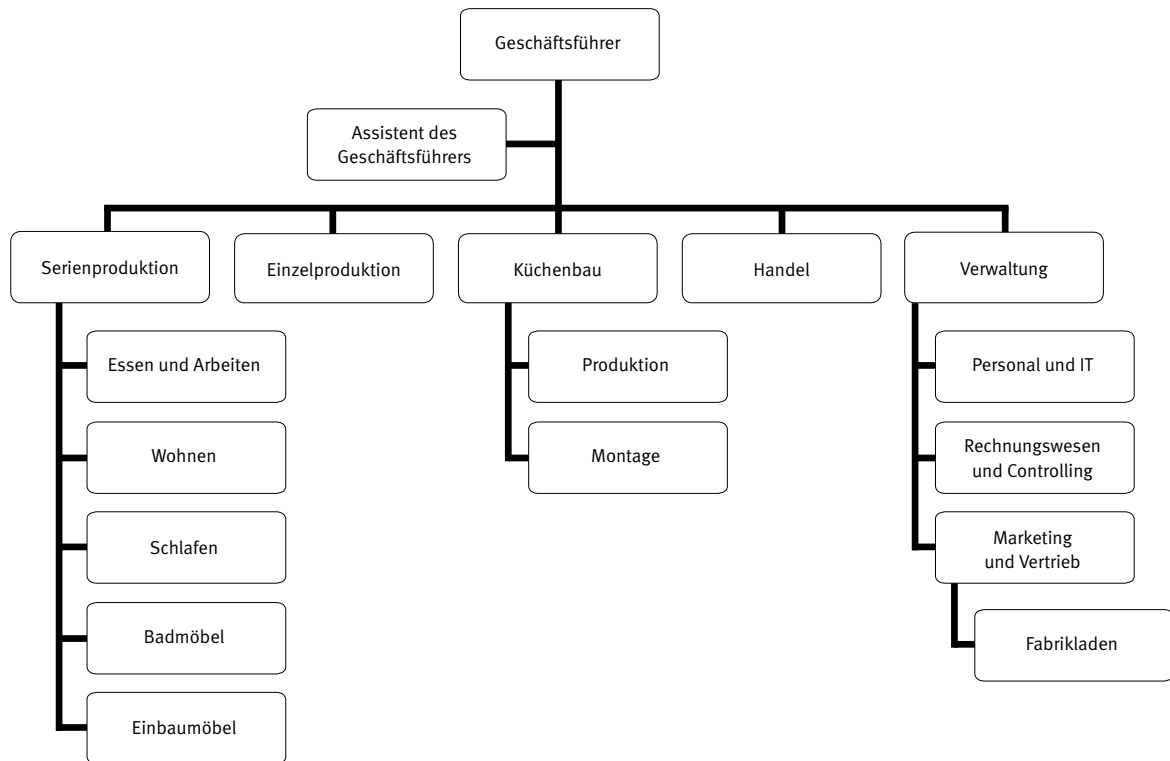 Geschäftsführer
Assistent des
Geschäftsführers
Serienproduktion
Einzelproduktion
Küchenbau
Handel
Verwaltung
Essen und Arbeiten
Wohnen
Schlafen
Badmöbel
Einbaumöbel
Produktion
Montage
Personal und IT
Rechnungswesen
und Controlling
Marketing
und Vertrieb
Fabrikladen